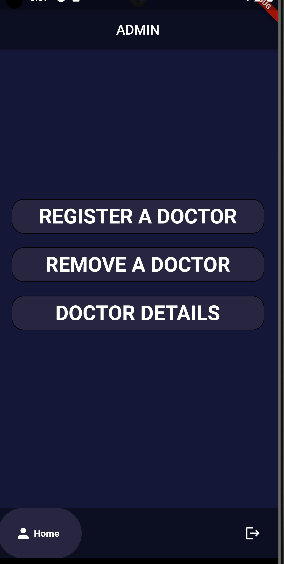 ADMIN
REGISTER A DOCTOR
REMOVE A DOCTOR
DOCTOR DETAILS
Home